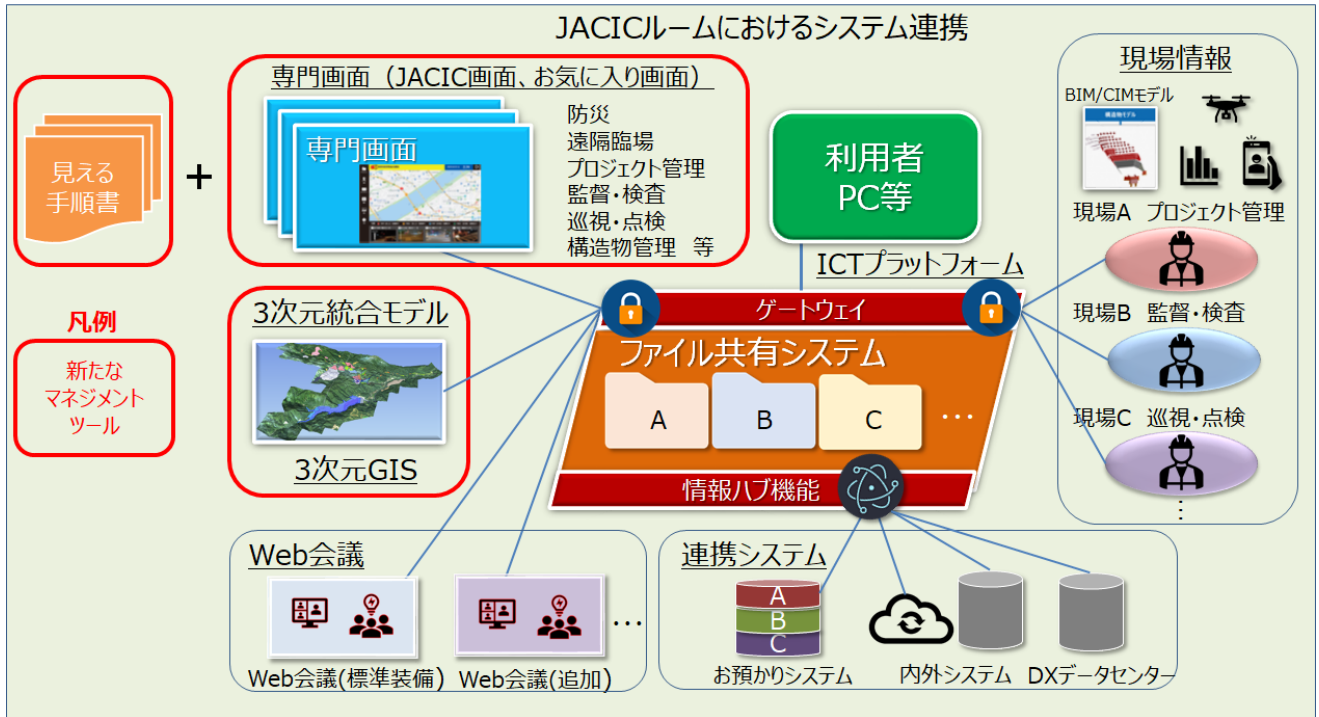 JACICルームにおけるシステム連携
見える
手順書
+
専門画面（JACIC画面、お気に入り画面）
専門画面
防災
遠隔臨場
プロジェクト管理
監督・検査
巡視・点検
構造物管理　等
利用者
PC等
ICTプラットフォーム
現場情報
BIM/CIMモデル
構造物モデル
現場A　プロジェクト管理
現場B　監督・検査
現場C　巡視・点検
⋮
凡例
新たな
マネジメント
ツール
3次元統合モデル
3次元GIS
ゲートウェイ
ファイル共有システム
A
B
C
…
情報ハブ機能
Web会議
Web会議(標準装備)
Web会議(追加)
…
連携システム
A
B
C
お預かりシステム
内外システム
DXデータセンター